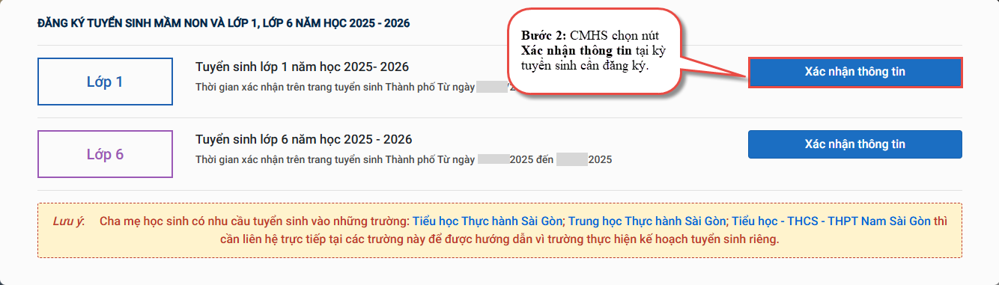 ĐĂNG KÝ TUYỂN SINH MẦM NON VÀ LỚP 1, LỚP 6 NĂM HỌC 2025 - 2026
Bước 2: CMHS chọn nút
Xác nhận thông tin tại kỳ
tuyển sinh cần đăng ký.
Lớp 1
Tuyển sinh lớp 1 năm học 2025- 2026
Thời gian xác nhận trên trang tuyển sinh Thành phố Từ ngày
Xác nhận thông tin
Lớp 6
Tuyển sinh lớp 6 năm học 2025 - 2026
Thời gian xác nhận trên trang tuyển sinh Thành phố Từ ngày 2025 đến 2025
Xác nhận thông tin
Lưu ý: Cha mẹ học sinh có nhu cầu tuyển sinh vào những trường: Tiểu học Thực hành Sài Gòn; Trung học Thực hành Sài Gòn; Tiểu học - THCS - THPT Nam Sài Gòn thì
cần liên hệ trực tiếp tại các trường này để được hướng dẫn vì trường thực hiện kế hoạch tuyển sinh riêng.